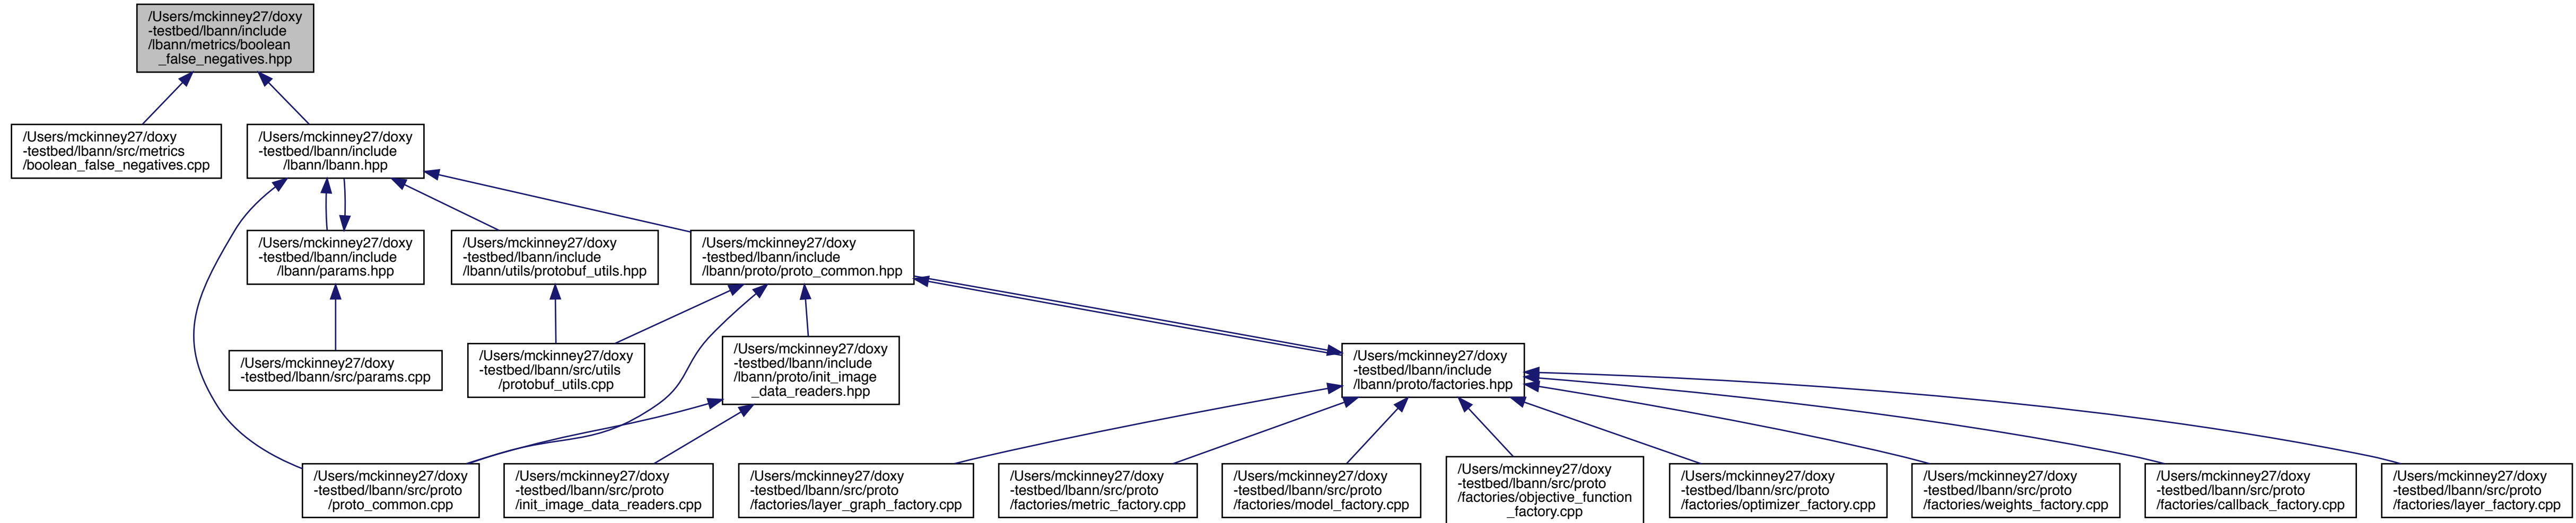 /Users/mckinney27/doxy
-testbed/lbann/include
/lbann/metrics/boolean
_false_negatives.hpp
/Users/mckinney27/doxy
-testbed/lbann/src/metrics
/boolean_false_negatives.cpp
/Users/mckinney27/doxy
-testbed/lbann/include
/lbann/lbann.hpp
/Users/mckinney27/doxy
-testbed/lbann/include
/lbann/params.hpp
/Users/mckinney27/doxy
-testbed/lbann/include
/lbann/utils/protobuf_utils.hpp
/Users/mckinney27/doxy
-testbed/lbann/include
/lbann/proto/proto_common.hpp
/Users/mckinney27/doxy
-testbed/lbann/src/params.cpp
/Users/mckinney27/doxy
-testbed/lbann/src/utils
/protobuf_utils.cpp
/Users/mckinney27/doxy
-testbed/lbann/include
/lbann/proto/init_image
_data_readers.hpp
/Users/mckinney27/doxy
-testbed/lbann/include
/lbann/proto/factories.hpp
/Users/mckinney27/doxy
-testbed/lbann/src/proto
/proto_common.cpp
/Users/mckinney27/doxy
-testbed/lbann/src/proto
/init_image_data_readers.cpp
/Users/mckinney27/doxy
-testbed/lbann/src/proto
/factories/layer_graph_factory.cpp
/Users/mckinney27/doxy
-testbed/lbann/src/proto
/factories/metric_factory.cpp
/Users/mckinney27/doxy
-testbed/lbann/src/proto
/factories/model_factory.cpp
/Users/mckinney27/doxy
-testbed/lbann/src/proto
/factories/objective_function
_factory.cpp
/Users/mckinney27/doxy
-testbed/lbann/src/proto
/factories/optimizer_factory.cpp
/Users/mckinney27/doxy
-testbed/lbann/src/proto
/factories/weights_factory.cpp
/Users/mckinney27/doxy
-testbed/lbann/src/proto
/factories/callback_factory.cpp
/Users/mckinney27/doxy
-testbed/lbann/src/proto
/factories/layer_factory.cpp